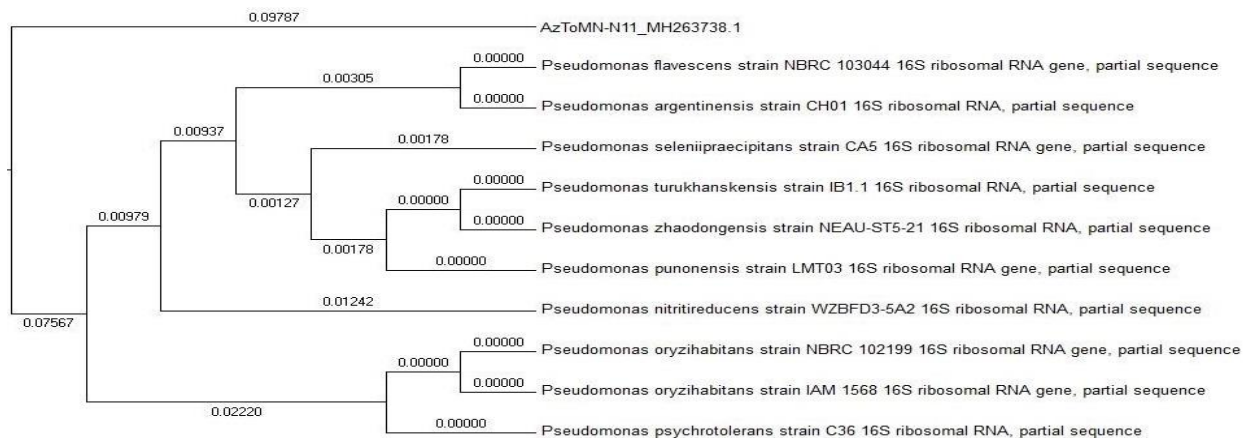 0.09787
AzToMN-N11_MH263738.1
0.00000
Pseudomonas flavescens strain NBRC 103044 16S ribosomal RNA gene, partial sequence
0.00305
0.00000
Pseudomonas argentinensis strain CH01 16S ribosomal RNA, partial sequence
0.00937
0.00178
Pseudomonas seleniipraecipitans strain CA5 16S ribosomal RNA gene, partial sequence
0.00000
Pseudomonas turukhanskensis strain IB1.1 16S ribosomal RNA, partial sequence
0.00127
0.00000
0.00000
Pseudomonas zhaodongensis strain NEAU-ST5-21 16S ribosomal RNA, partial sequence
0.00979
0.00178
0.00000
Pseudomonas punonensis strain LMT03 16S ribosomal RNA gene, partial sequence
0.01242
Pseudomonas nitritireducens strain WZBFD3-5A2 16S ribosomal RNA, partial sequence
0.07567
0.00000
Pseudomonas oryzihabitans strain NBRC 102199 16S ribosomal RNA gene, partial sequence
0.00000
0.00000
Pseudomonas oryzihabitans strain IAM 1568 16S ribosomal RNA gene, partial sequence
0.02220
0.00000
Pseudomonas psychrotolerans strain C36 16S ribosomal RNA, partial sequence